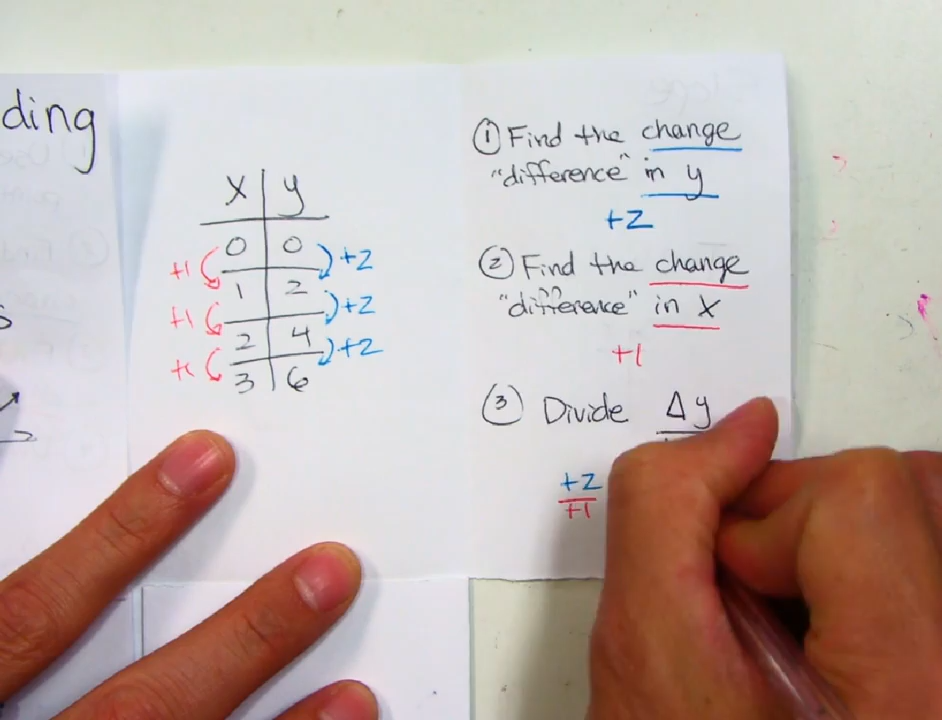 ding
x y
0 0
+1 +2
1 2
+1 +2
2 4
+1 +2
3 6
① Find the change
"difference" in y
+2
② Find the change
"difference" in x
+1
③ Divide Δy
+2
+1